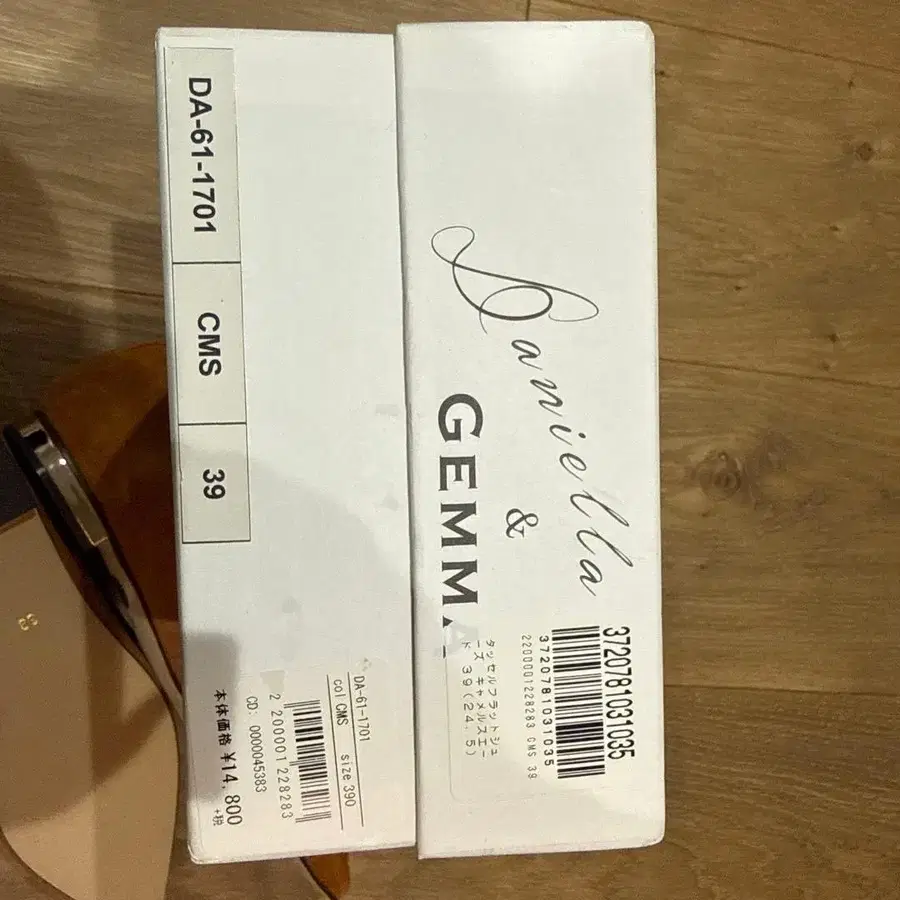 Daniella
&
GEMMA
3720781031035
3720781031035
2200001228283 CMS 39
タッセルフラットシュ
ーズ キャメルスエー
ド 39(24.5)
DA-61-1701
CMS
39
DA-61-1701
col CMS size 390
2 200001 228283
CD: 0000045383
本体価格 ¥14,800
+税